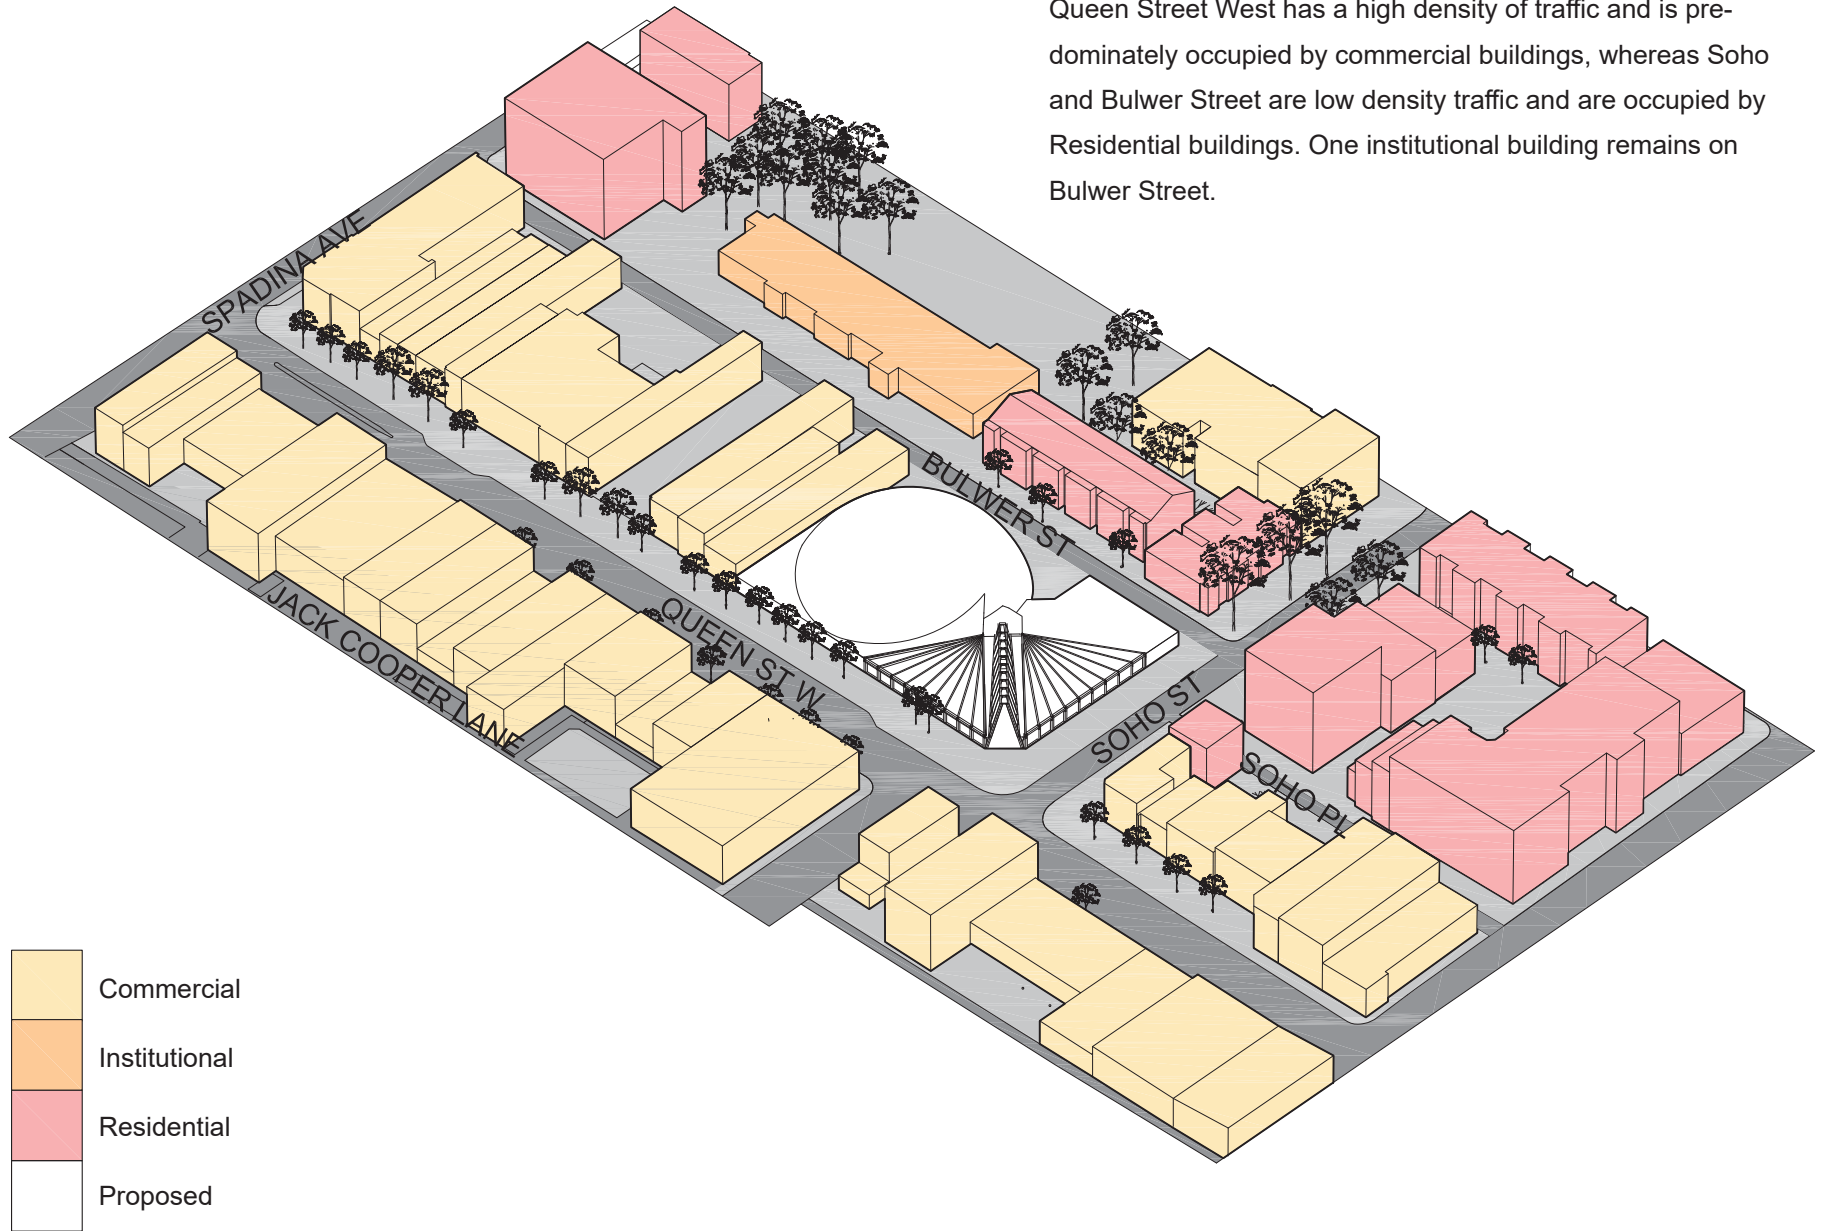 Queen Street West has a high density of traffic and is pre-
dominately occupied by commercial buildings, whereas Soho
and Bulwer Street are low density traffic and are occupied by
Residential buildings. One institutional building remains on
Bulwer Street.
SPADINA AVE
BULWER ST
QUEEN ST W
JACK COOPER LANE
SOHO ST
SOHO PL
Commercial
Institutional
Residential
Proposed